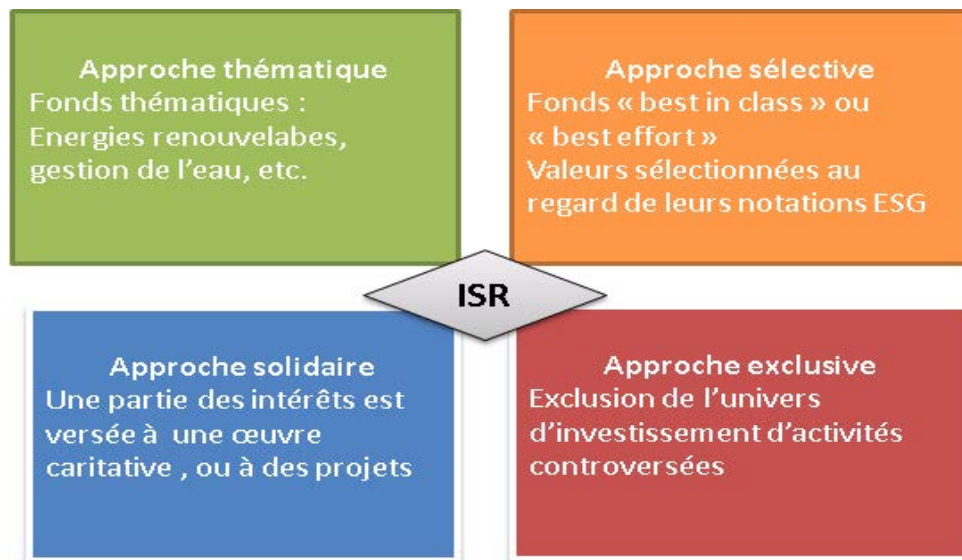 Approche thématique
Fonds thématiques :
Energies renouvelabes,
gestion de l'eau, etc.
Approche sélective
Fonds « best in class » ou
« best effort »
Valeurs sélectionnées au
regard de leurs notations ESG
ISR
Approche solidaire
Une partie des intérêts est
versée à une œuvre
caritative , ou à des projets
Approche exclusive
Exclusion de l'univers
d'investissement d'activités
controversées